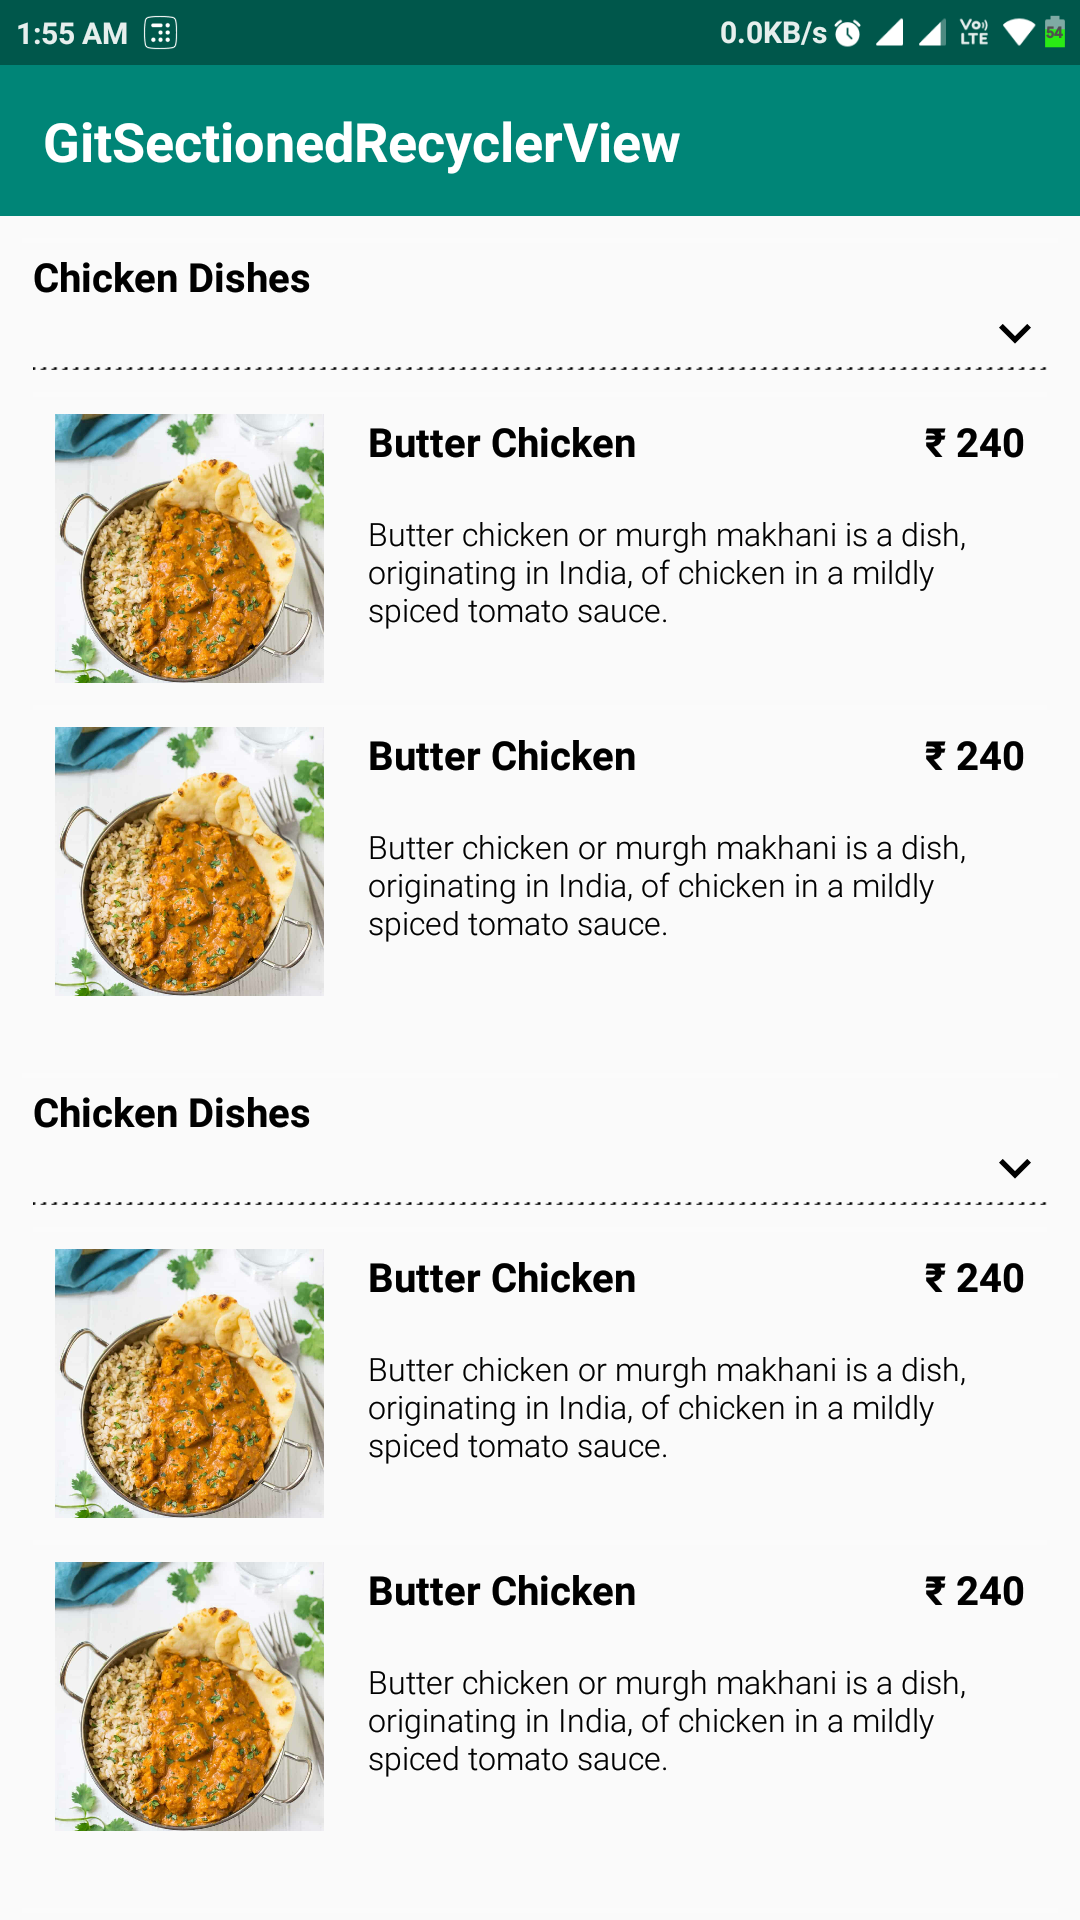 1:55 AM 0.0KB/s Vo)) LTE 54
GitSectionedRecyclerView
Chicken Dishes
Butter Chicken ₹ 240
Butter chicken or murgh makhani is a dish,
originating in India, of chicken in a mildly
spiced tomato sauce.
Butter Chicken ₹ 240
Butter chicken or murgh makhani is a dish,
originating in India, of chicken in a mildly
spiced tomato sauce.
Chicken Dishes
Butter Chicken ₹ 240
Butter chicken or murgh makhani is a dish,
originating in India, of chicken in a mildly
spiced tomato sauce.
Butter Chicken ₹ 240
Butter chicken or murgh makhani is a dish,
originating in India, of chicken in a mildly
spiced tomato sauce.